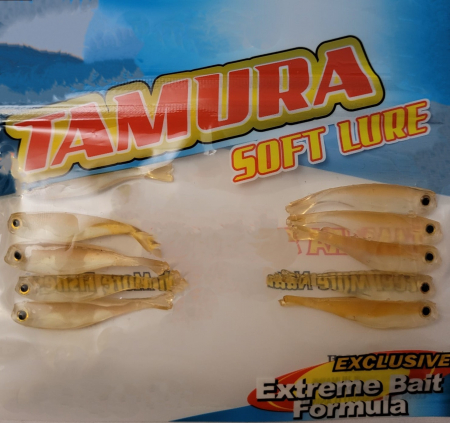 TAMURA
SOFT LURE
EXCLUSIVE
Extreme Bait
Formula